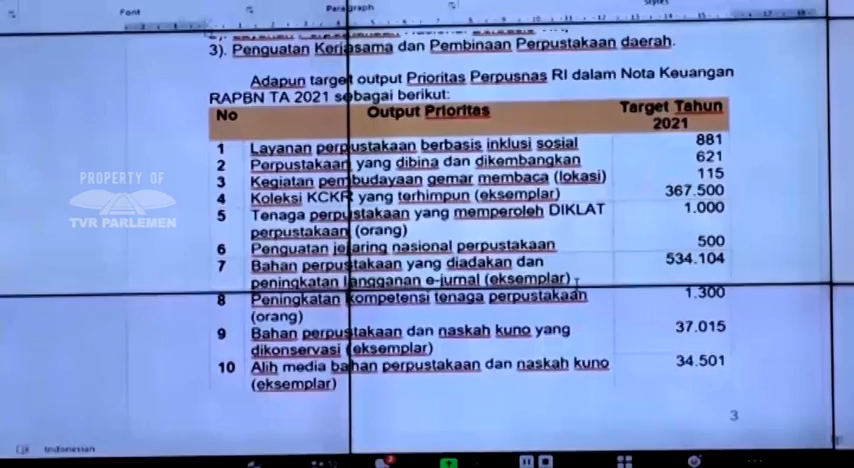 Font
Paragraph
Styles
3). Penguatan Kerjasama dan Pembinaan Perpustakaan daerah.
Adapun target output Prioritas Perpusnas RI dalam Nota Keuangan
RAPBN TA 2021 sebagai berikut:
No Output Prioritas Target Tahun
2021
1 Layanan perpustakaan berbasis inklusi sosial 881
2 Perpustakaan yang dibina dan dikembangkan 621
3 Kegiatan pembudayaan gemar membaca (lokasi) 115
4 Koleksi KCKR yang terhimpun (eksemplar) 367.500
5 Tenaga perpustakaan yang memperoleh DIKLAT 1.000
perpustakaan (orang)
6 Penguatan jejaring nasional perpustakaan 500
7 Bahan perpustakaan yang diadakan dan 534.104
peningkatan langganan e-jurnal (eksemplar)
8 Peningkatan kompetensi tenaga perpustakaan 1.300
(orang)
9 Bahan perpustakaan dan naskah kuno yang 37.015
dikonservasi (eksemplar)
10 Alih media bahan perpustakaan dan naskah kuno 34.501
(eksemplar)
3
Indonesian
PROPERTY OF
TVR PARLEMEN